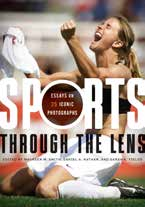 ESSAYS ON
25 ICONIC
PHOTOGRAPHS
SPORTS
THROUGH THE LENS
EDITED BY MAUREEN M. SMITH, DANIEL A. NATHAN, AND SARAH K. FIELDS